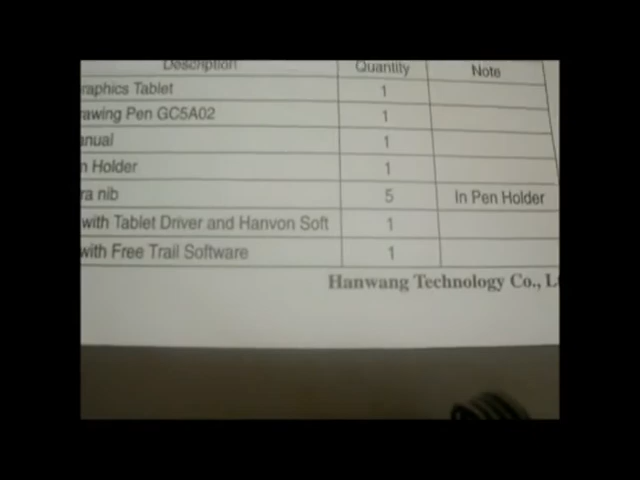 Description Quantity Note
raphics Tablet 1
awing Pen GC5A02 1
anual 1
n Holder 1
ra nib 5 In Pen Holder
with Tablet Driver and Hanvon Soft 1
with Free Trail Software 1
Hanwang Technology Co., L